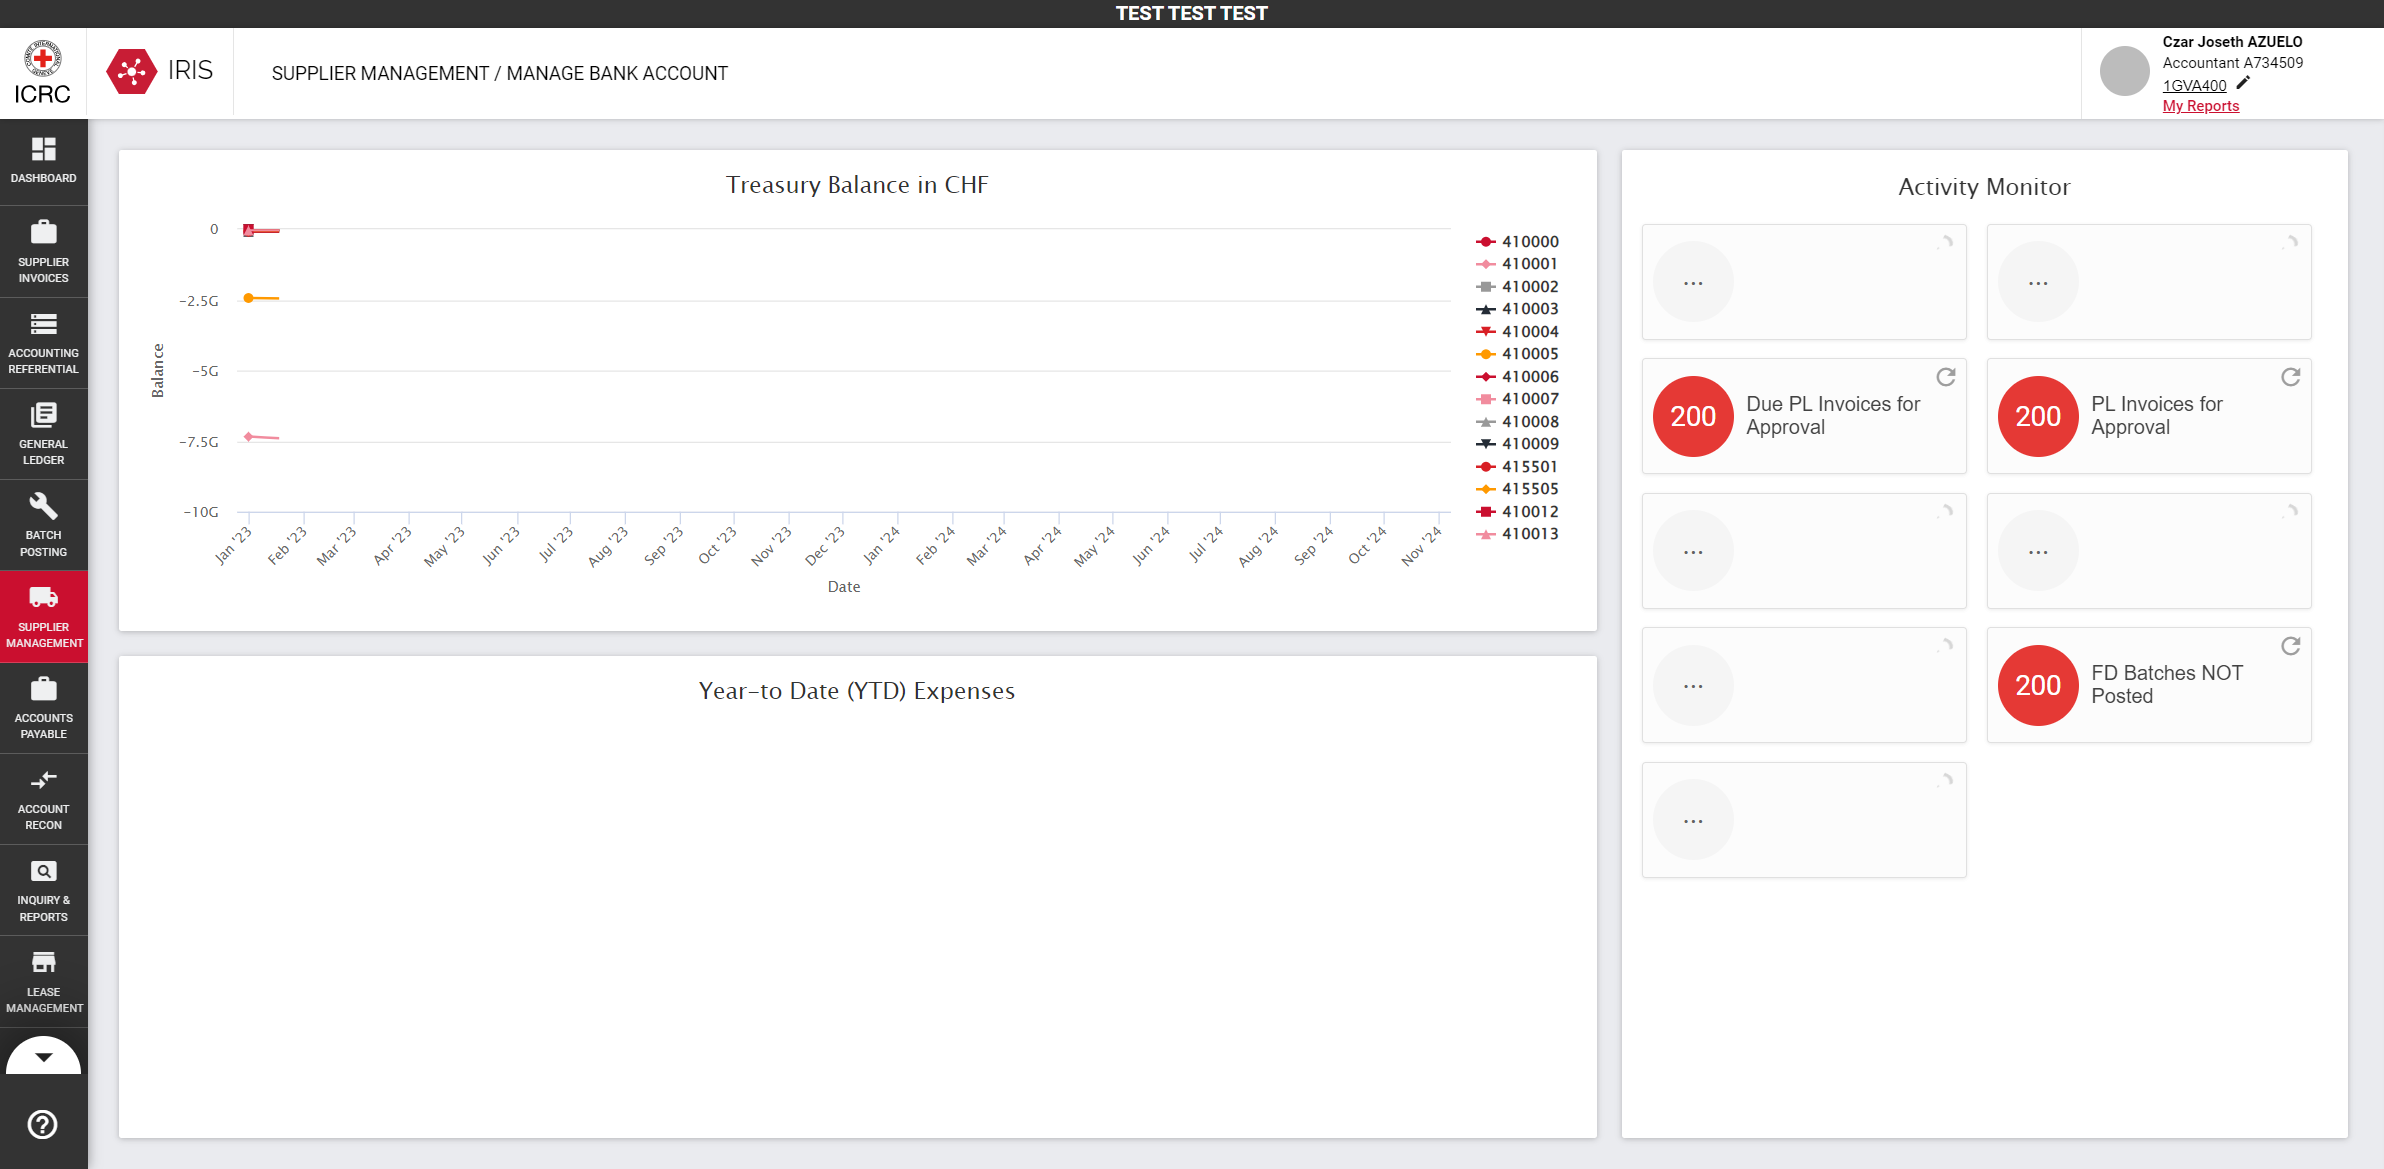 TEST TEST TEST
ICRC
IRIS
SUPPLIER MANAGEMENT / MANAGE BANK ACCOUNT
Czar Joseth AZUELO
Accountant A734509
1GVA400
My Reports
DASHBOARD
SUPPLIER
INVOICES
ACCOUNTING
REFERENTIAL
GENERAL
LEDGER
BATCH
POSTING
SUPPLIER
MANAGEMENT
ACCOUNTS
PAYABLE
ACCOUNT
RECON
INQUIRY &
REPORTS
LEASE
MANAGEMENT
Treasury Balance in CHF
Balance
0
−2.5G
−5G
−7.5G
−10G
Jan '23
Feb '23
Mar '23
Apr '23
May '23
Jun '23
Jul '23
Aug '23
Sep '23
Oct '23
Nov '23
Dec '23
Jan '24
Feb '24
Mar '24
Apr '24
May '24
Jun '24
Jul '24
Aug '24
Sep '24
Oct '24
Nov '24
Date
410000
410001
410002
410003
410004
410005
410006
410007
410008
410009
415501
415505
410012
410013
Year-to Date (YTD) Expenses
Activity Monitor
...
...
200
Due PL Invoices for
Approval
200
PL Invoices for
Approval
...
...
...
200
FD Batches NOT
Posted
...